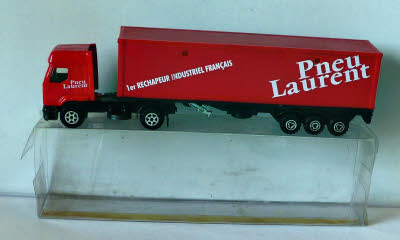 Pneu
Laurent
1er RECHAPEUR INDUSTRIEL FRANÇAIS
Pneu
Laurent